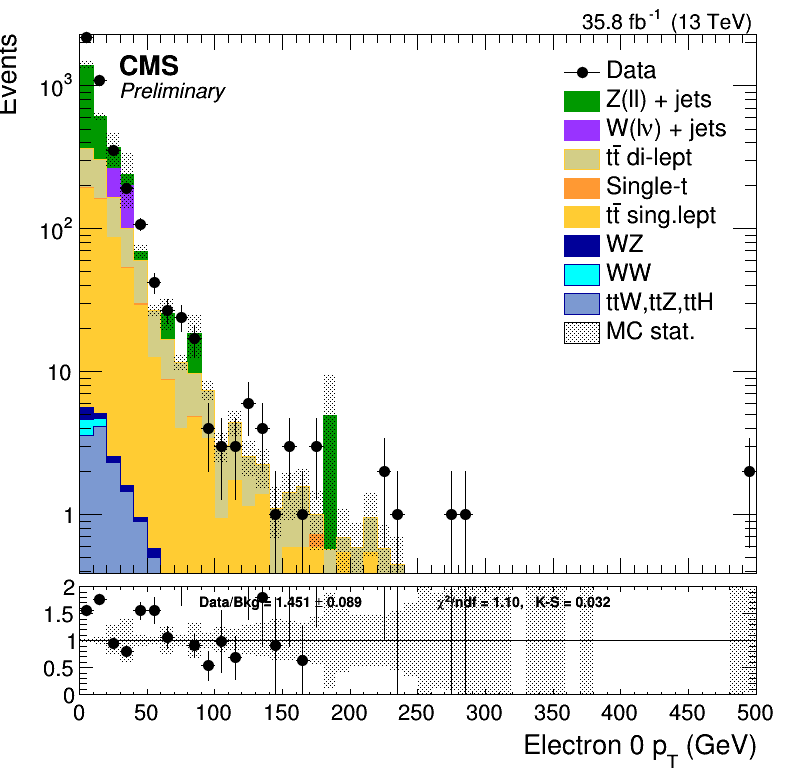 35.8 fb⁻¹ (13 TeV)
Events
CMS
Preliminary
Data
Z(ll) + jets
W(lν) + jets
tt̄ di-lept
Single-t
tt̄ sing.lept
WZ
WW
ttW,ttZ,ttH
MC stat.
10³
10²
10
1
2
Data/Bkg = 1.451 ± 0.089 χ²/ndf = 1.10, K-S = 0.032
1.5
1
0.5
0
0 50 100 150 200 250 300 350 400 450 500
Electron 0 p_T (GeV)